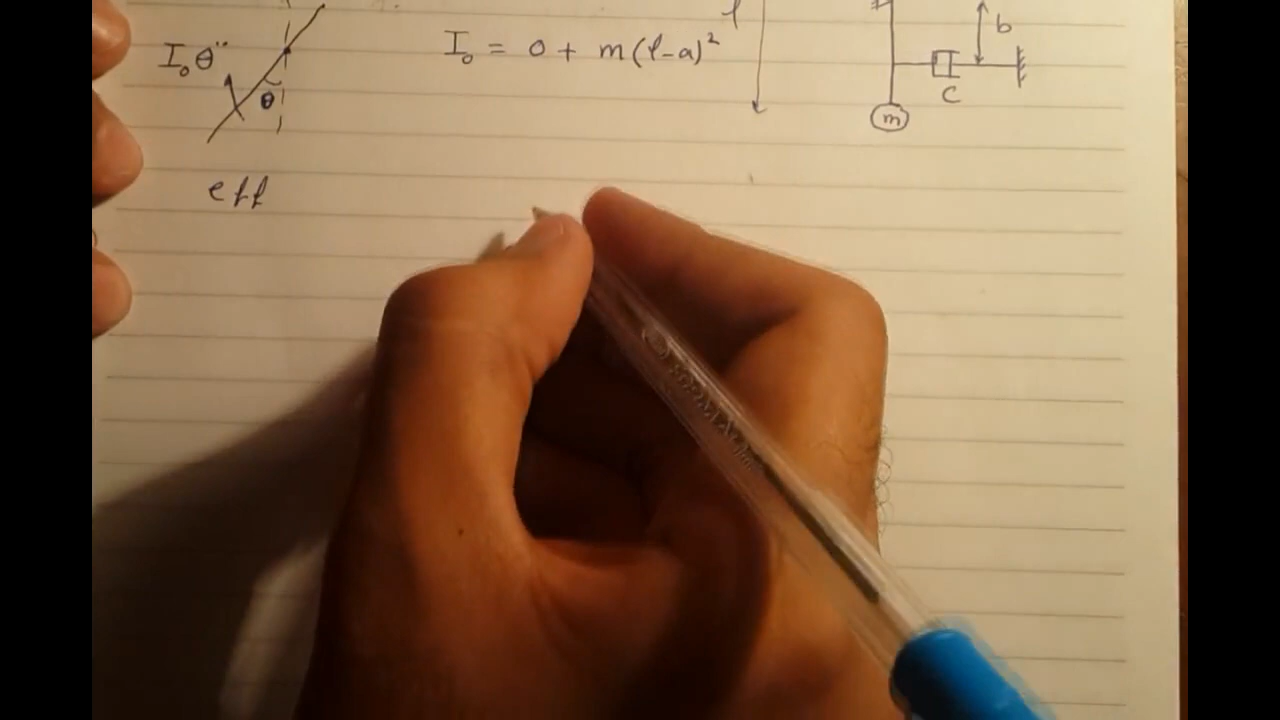 I₀θ¨
I₀ = 0 + m(l-a)²
l
b
θ
c
m
eff